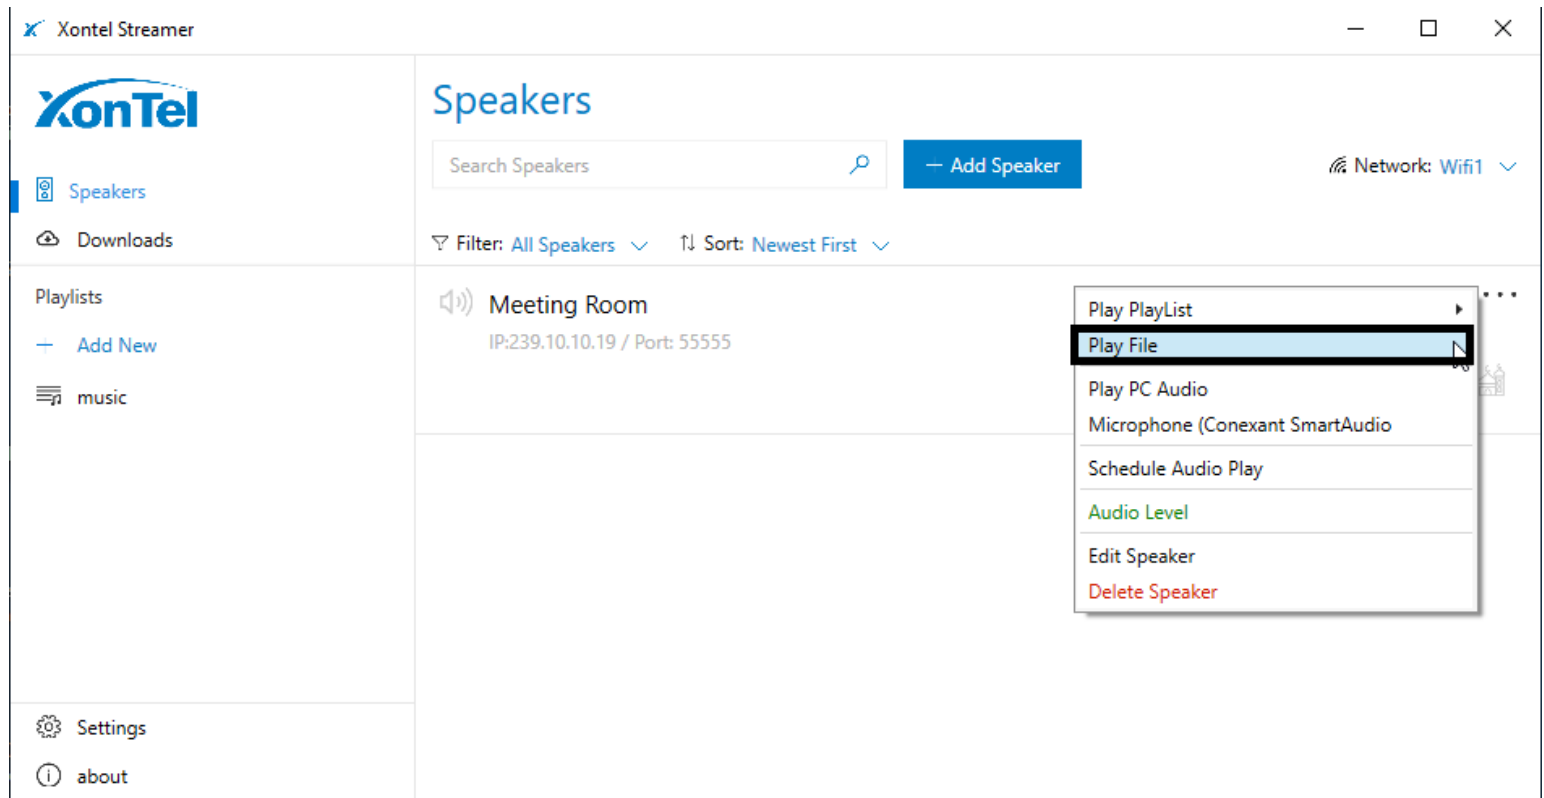 Xontel Streamer
XonTel
Speakers
Downloads
Playlists
Add New
music
Settings
about
Speakers
Search Speakers
+ Add Speaker
Network: Wifi1
Filter: All Speakers
Sort: Newest First
Meeting Room
IP:239.10.10.19 / Port: 55555
Play PlayList
Play File
Play PC Audio
Microphone (Conexant SmartAudio
Schedule Audio Play
Audio Level
Edit Speaker
Delete Speaker